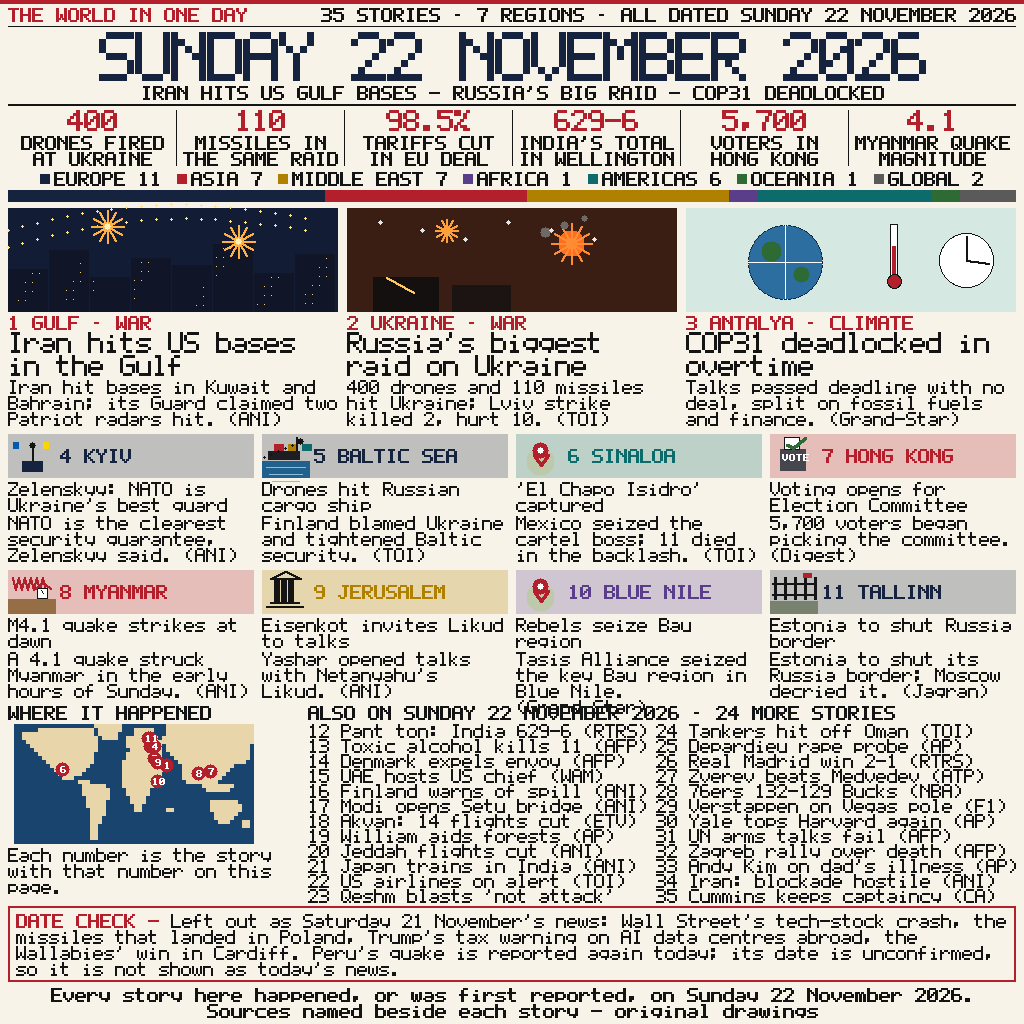 THE WORLD IN ONE DAY
35 STORIES - 7 REGIONS - ALL DATED SUNDAY 22 NOVEMBER 2026
SUNDAY 22 NOVEMBER 2026
IRAN HITS US GULF BASES - RUSSIA'S BIG RAID - COP31 DEADLOCKED
400
DRONES FIRED
AT UKRAINE
110
MISSILES IN
THE SAME RAID
98.5%
TARIFFS CUT
IN EU DEAL
629-6
INDIA'S TOTAL
IN WELLINGTON
5,700
VOTERS IN
HONG KONG
4.1
MYANMAR QUAKE
MAGNITUDE
EUROPE 11 ASIA 7 MIDDLE EAST 7 AFRICA 1 AMERICAS 6 OCEANIA 1 GLOBAL 2
1 GULF - WAR
Iran hits US bases
in the Gulf
Iran hit bases in Kuwait and
Bahrain; its Guard claimed two
Patriot radars hit. (ANI)
2 UKRAINE - WAR
Russia's biggest
raid on Ukraine
400 drones and 110 missiles
hit Ukraine; Lviv strike
killed 2, hurt 10. (TOI)
3 ANTALYA - CLIMATE
COP31 deadlocked in
overtime
Talks passed deadline with no
deal, split on fossil fuels
and finance. (Grand-Star)
4 KYIV
Zelenskyy: NATO is
Ukraine's best guard
NATO is the clearest
security guarantee,
Zelenskyy said. (ANI)
5 BALTIC SEA
Drones hit Russian
cargo ship
Finland blamed Ukraine
and tightened Baltic
security. (TOI)
6 SINALOA
'El Chapo Isidro'
captured
Mexico seized the
cartel boss; 11 died
in the backlash. (TOI)
VOTE
7 HONG KONG
Voting opens for
Election Committee
5,700 voters began
picking the committee.
(Digest)
8 MYANMAR
M4.1 quake strikes at
dawn
A 4.1 quake struck
Myanmar in the early
hours of Sunday. (ANI)
9 JERUSALEM
Eisenkot invites Likud
to talks
Yashar opened talks
with Netanyahu's
Likud. (ANI)
10 BLUE NILE
Rebels seize Bau
region
Tasis Alliance seized
the key Bau region in
Blue Nile.
(Grand-Star)
11 TALLINN
Estonia to shut Russia
border
Estonia to shut its
Russia border; Moscow
decried it. (Jagran)
WHERE IT HAPPENED
11
4
9 1
6
8 7
10
Each number is the story
with that number on this
page.
ALSO ON SUNDAY 22 NOVEMBER 2026 - 24 MORE STORIES
12 Pant ton: India 629-6 (RTRS)
13 Toxic alcohol kills 11 (AFP)
14 Denmark expels envoy (AFP)
15 UAE hosts US chief (WAM)
16 Finland warns of spill (ANI)
17 Modi opens Setu bridge (ANI)
18 Akyan: 14 flights cut (ETV)
19 William aids forests (AP)
20 Jeddah flights cut (ANI)
21 Japan trains in India (ANI)
22 US airlines on alert (TOI)
23 Qeshm blasts 'not attack'
24 Tankers hit off Oman (TOI)
25 Depardieu rape probe (AP)
26 Real Madrid win 2-1 (RTRS)
27 Zverev beats Medvedev (ATP)
28 76ers 132-129 Bucks (NBA)
29 Verstappen on Vegas pole (F1)
30 Yale tops Harvard again (AP)
31 UN arms talks fail (AFP)
32 Zagreb rally over death (AFP)
33 Andy Kim on dad's illness (AP)
34 Iran: blockade hostile (ANI)
35 Cummins keeps captaincy (CA)
DATE CHECK - Left out as Saturday 21 November's news: Wall Street's tech-stock crash, the
missiles that landed in Poland, Trump's tax warning on AI data centres abroad, the
Wallabies' win in Cardiff. Peru's quake is reported again today; its date is unconfirmed,
so it is not shown as today's news.
Every story here happened, or was first reported, on Sunday 22 November 2026.
Sources named beside each story - original drawings